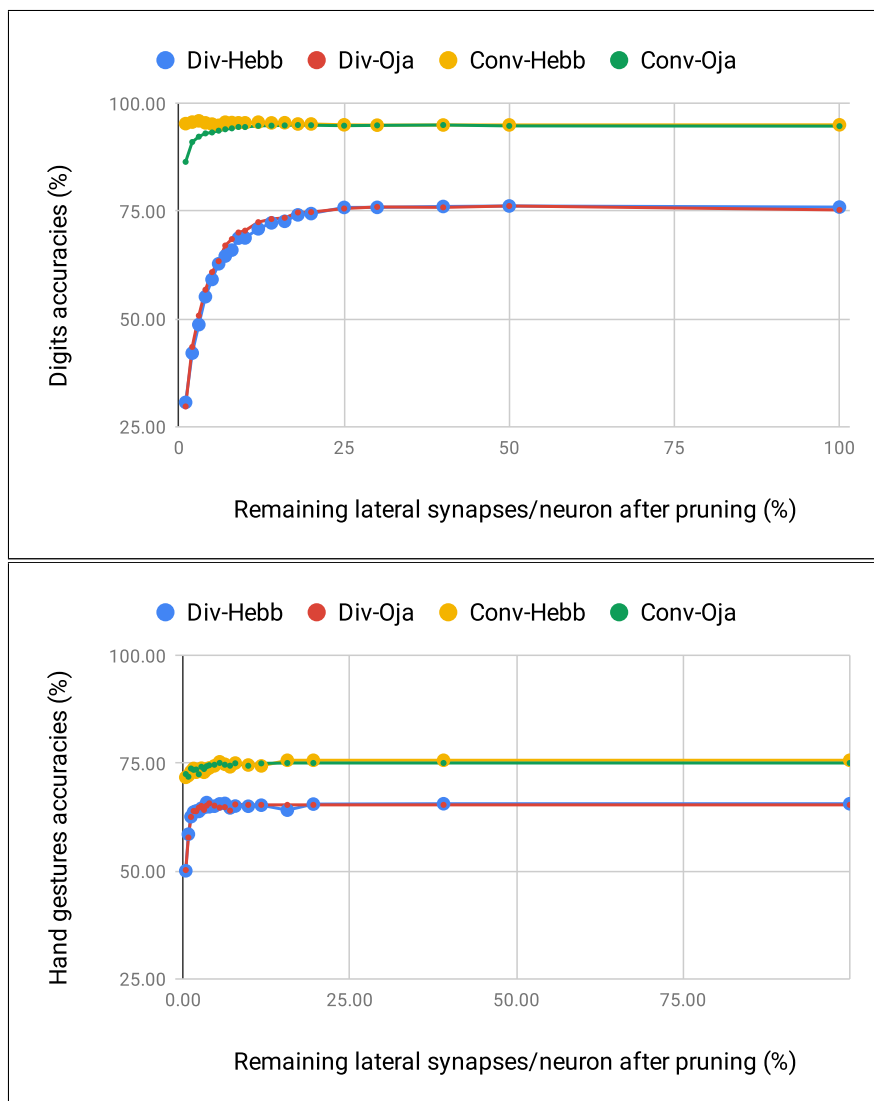 Div-Hebb Div-Oja Conv-Hebb Conv-Oja
Digits accuracies (%)
100.00
75.00
50.00
25.00
0 25 50 75 100
Remaining lateral synapses/neuron after pruning (%)
Div-Hebb Div-Oja Conv-Hebb Conv-Oja
Hand gestures accuracies (%)
100.00
75.00
50.00
25.00
0.00 25.00 50.00 75.00
Remaining lateral synapses/neuron after pruning (%)